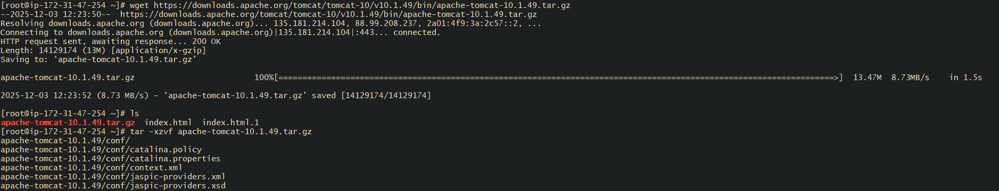 [root@ip-172-31-47-254 ~]# wget https://downloads.apache.org/tomcat/tomcat-10/v10.1.49/bin/apache-tomcat-10.1.49.tar.gz
--2025-12-03 12:23:50--  https://downloads.apache.org/tomcat/tomcat-10/v10.1.49/bin/apache-tomcat-10.1.49.tar.gz
Resolving downloads.apache.org (downloads.apache.org)... 135.181.214.104, 88.99.208.237, 2a01:4f9:3a:2c57::2, ...
Connecting to downloads.apache.org (downloads.apache.org)|135.181.214.104|:443... connected.
HTTP request sent, awaiting response... 200 OK
Length: 14129174 (13M) [application/x-gzip]
Saving to: ‘apache-tomcat-10.1.49.tar.gz’
apache-tomcat-10.1.49.tar.gz                         100%[====================================================================================================================>]  13.47M  8.73MB/s    in 1.5s
2025-12-03 12:23:52 (8.73 MB/s) - ‘apache-tomcat-10.1.49.tar.gz’ saved [14129174/14129174]
[root@ip-172-31-47-254 ~]# ls
apache-tomcat-10.1.49.tar.gz  index.html  index.html.1
[root@ip-172-31-47-254 ~]# tar -xzvf apache-tomcat-10.1.49.tar.gz
apache-tomcat-10.1.49/conf/
apache-tomcat-10.1.49/conf/catalina.policy
apache-tomcat-10.1.49/conf/catalina.properties
apache-tomcat-10.1.49/conf/context.xml
apache-tomcat-10.1.49/conf/jaspic-providers.xml
apache-tomcat-10.1.49/conf/jaspic-providers.xsd